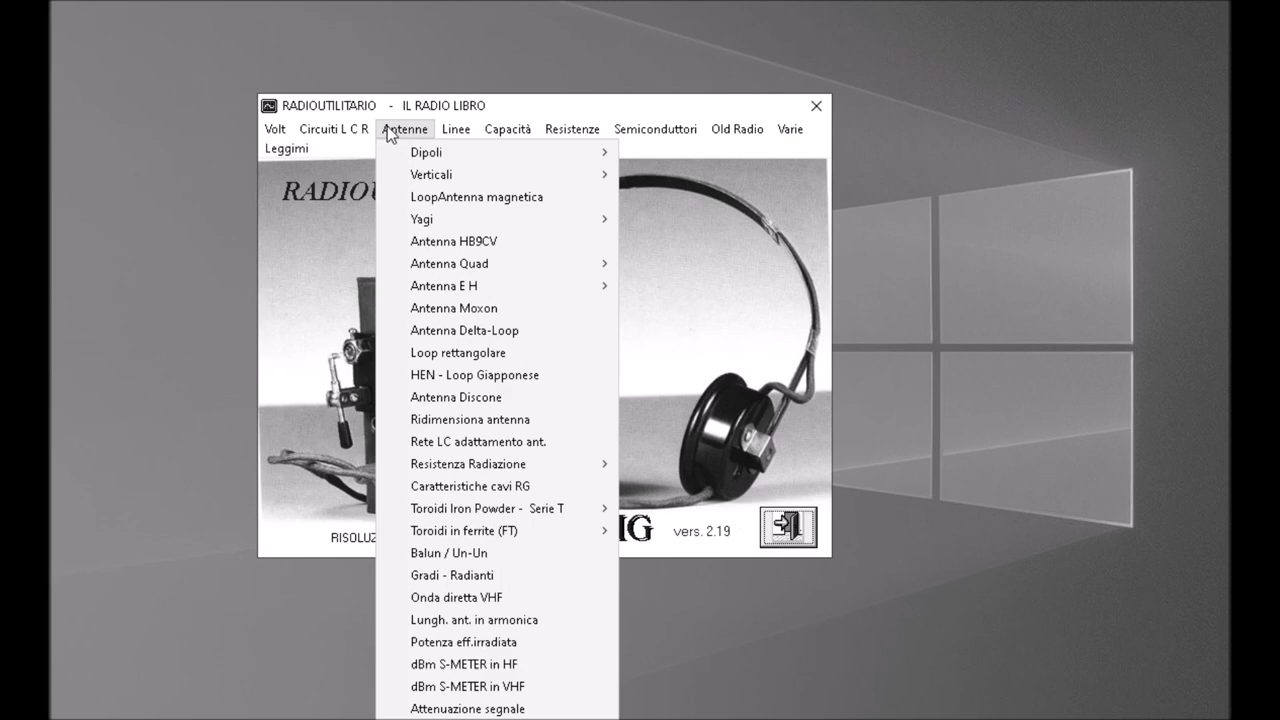 RADIOUTILITARIO - IL RADIO LIBRO
Volt Circuiti L C R Antenne Linee Capacità Resistenze Semiconduttori Old Radio Varie
Leggimi
Dipoli
Verticali
LoopAntenna magnetica
Yagi
Antenna HB9CV
Antenna Quad
Antenna E H
Antenna Moxon
Antenna Delta-Loop
Loop rettangolare
HEN - Loop Giapponese
Antenna Discone
Ridimensiona antenna
Rete LC adattamento ant.
Resistenza Radiazione
Caratteristiche cavi RG
Toroidi Iron Powder - Serie T
Toroidi in ferrite (FT)
Balun / Un-Un
Gradi - Radianti
Onda diretta VHF
Lungh. ant. in armonica
Potenza eff.irradiata
dBm S-METER in HF
dBm S-METER in VHF
Attenuazione segnale
vers. 2.19